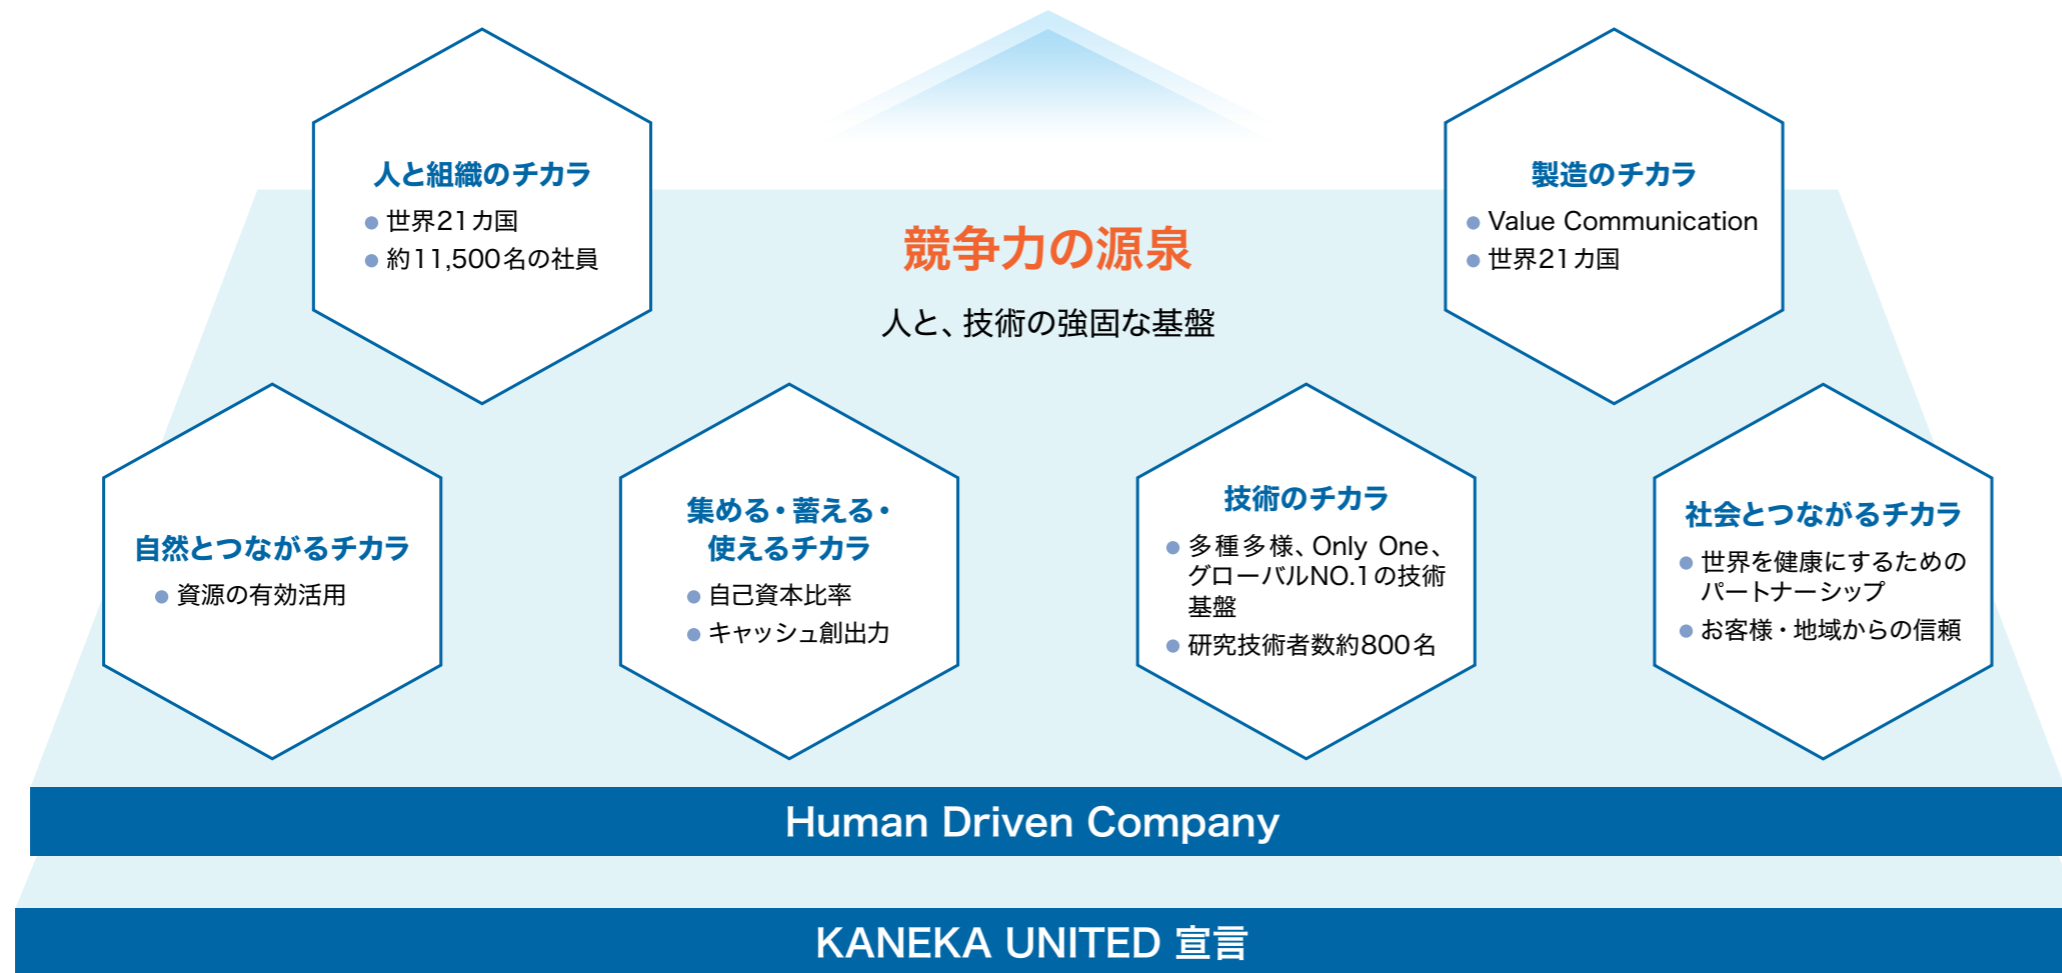 人と組織のチカラ
● 世界21カ国
● 約11,500名の社員
競争力の源泉
人と、技術の強固な基盤
製造のチカラ
● Value Communication
● 世界21カ国
自然とつながるチカラ
● 資源の有効活用
集める・蓄える・
使えるチカラ
● 自己資本比率
● キャッシュ創出力
技術のチカラ
● 多種多様、Only One、
グローバルNO.1の技術
基盤
● 研究技術者数約800名
社会とつながるチカラ
● 世界を健康にするための
パートナーシップ
● お客様・地域からの信頼
Human Driven Company
KANEKA UNITED 宣言